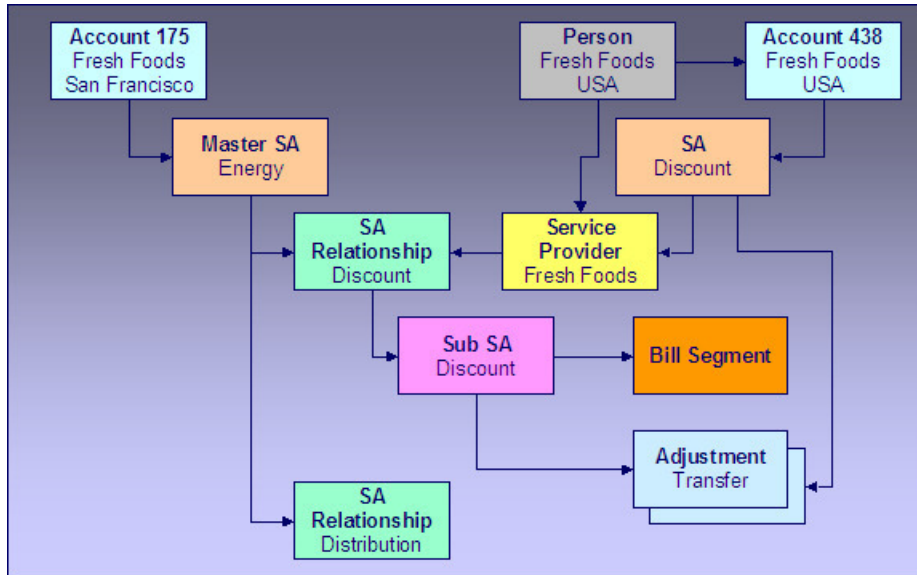 Account 175
Fresh Foods
San Francisco
Person
Fresh Foods
USA
Account 438
Fresh Foods
USA
Master SA
Energy
SA
Discount
SA
Relationship
Discount
Service
Provider
Fresh Foods
Sub SA
Discount
Bill Segment
Adjustment
Transfer
SA
Relationship
Distribution